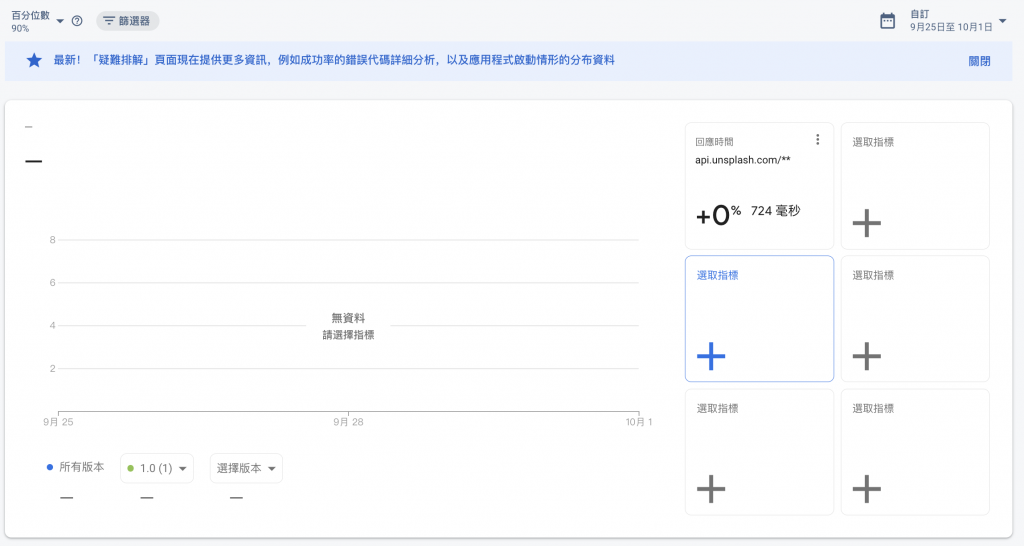 百分位數
90%
篩選器
自訂
9月25日至 10月1日
最新！「疑難排解」頁面現在提供更多資訊，例如成功率的錯誤代碼詳細分析，以及應用程式啟動情形的分布資料
關閉
–
—
8
6
4
2
無資料
請選擇指標
9月 25
9月 28
10月 1
所有版本
1.0 (1)
選擇版本
—
—
—
回應時間
api.unsplash.com/**
+0%
724 毫秒
選取指標
選取指標
選取指標
選取指標
選取指標